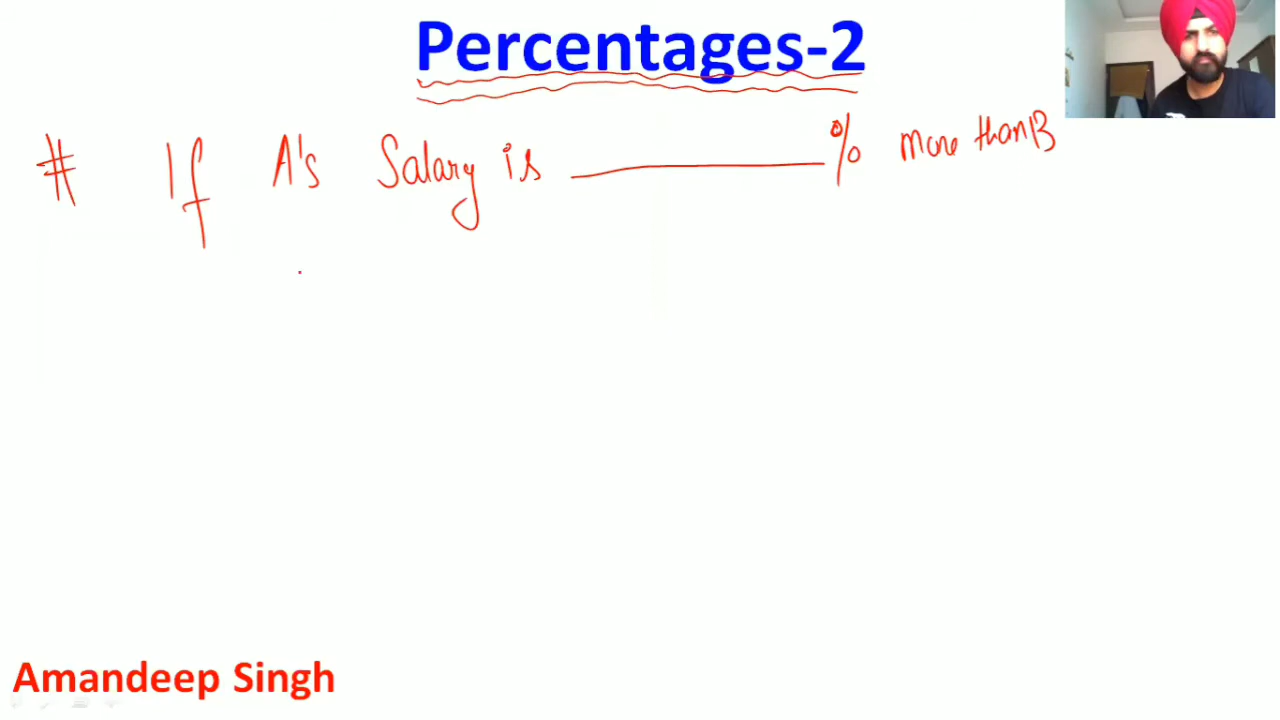 Percentages-2
# If A's Salary is ________ % more than B
Amandeep Singh